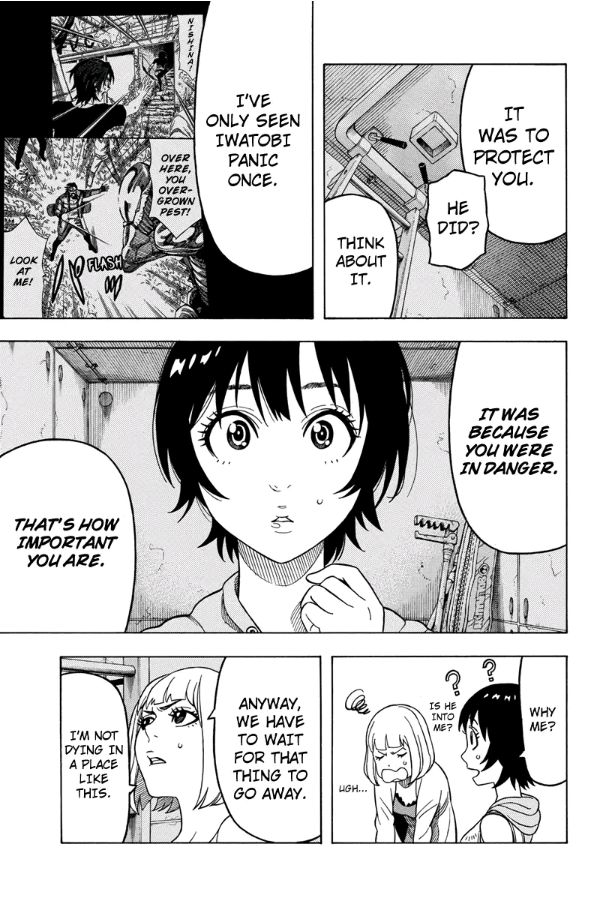 IT
WAS TO
PROTECT
YOU.
HE
DID?
THINK
ABOUT
IT.
I'VE
ONLY SEEN
IWATOBI
PANIC
ONCE.
NISHINA!
OVER
HERE,
YOU
OVER-
GROWN
PEST!
FLASH
LOOK
AT
ME!
IT WAS
BECAUSE
YOU WERE
IN DANGER.
THAT'S HOW
IMPORTANT
YOU ARE.
WHY
ME?
? ?
IS HE
INTO
ME?
UGH...
ANYWAY,
WE HAVE
TO WAIT
FOR THAT
THING TO
GO AWAY.
I'M NOT
DYING IN
A PLACE
LIKE
THIS.